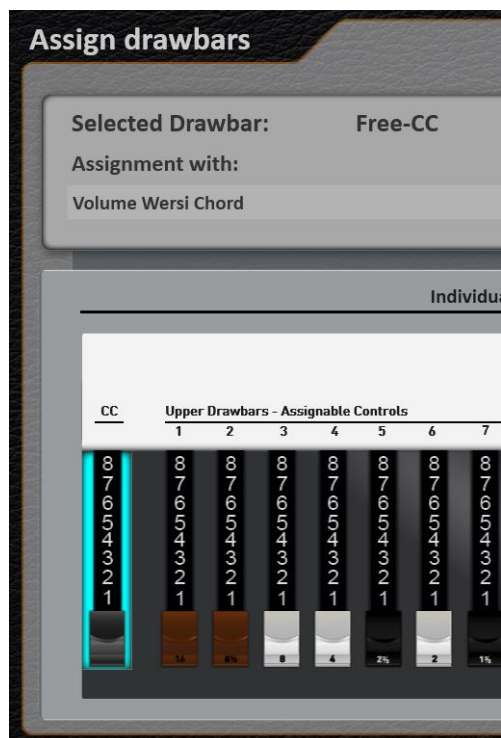 Assign drawbars
Selected Drawbar: Free-CC
Assignment with:
Volume Wersi Chord
Individua
CC Upper Drawbars - Assignable Controls
1 2 3 4 5 6 7
8 8 8 8 8 8 8 8
7 7 7 7 7 7 7 7
6 6 6 6 6 6 6 6
5 5 5 5 5 5 5 5
4 4 4 4 4 4 4 4
3 3 3 3 3 3 3 3
2 2 2 2 2 2 2 2
1 1 1 1 1 1 1 1
16 8 4 2⅔ 2